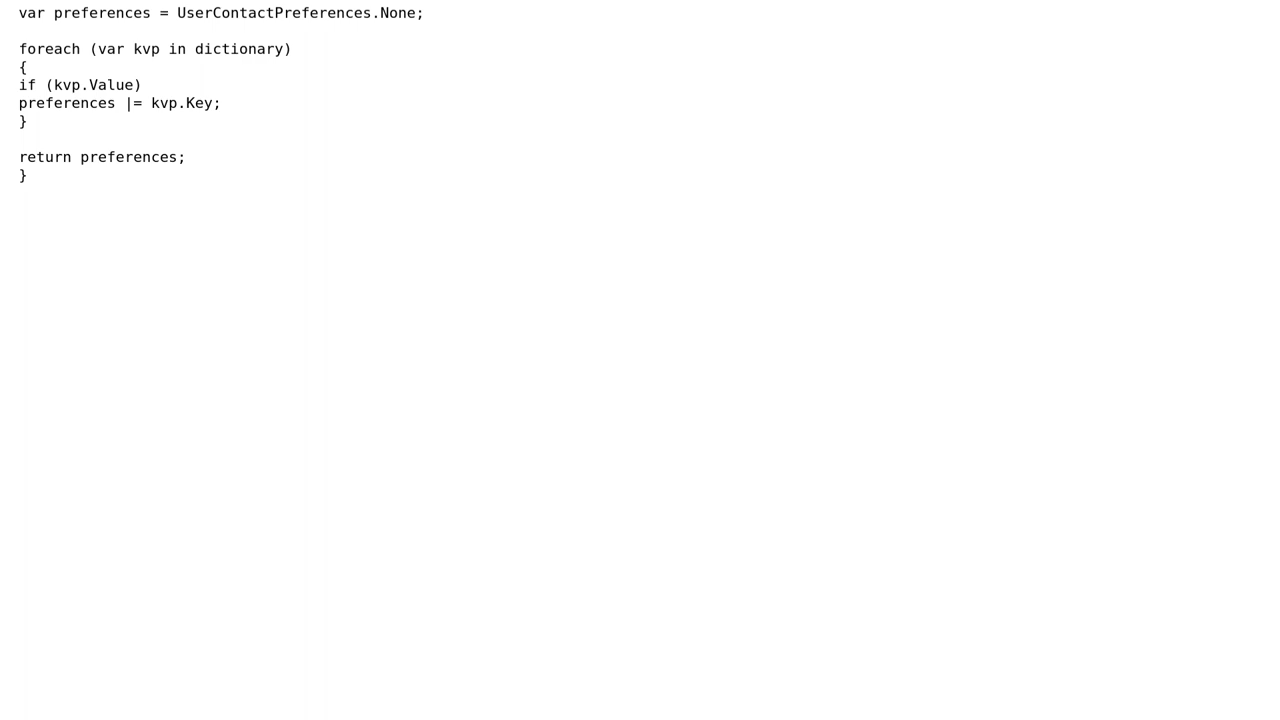 var preferences = UserContactPreferences.None;

foreach (var kvp in dictionary)
{
if (kvp.Value)
preferences |= kvp.Key;
}

return preferences;
}